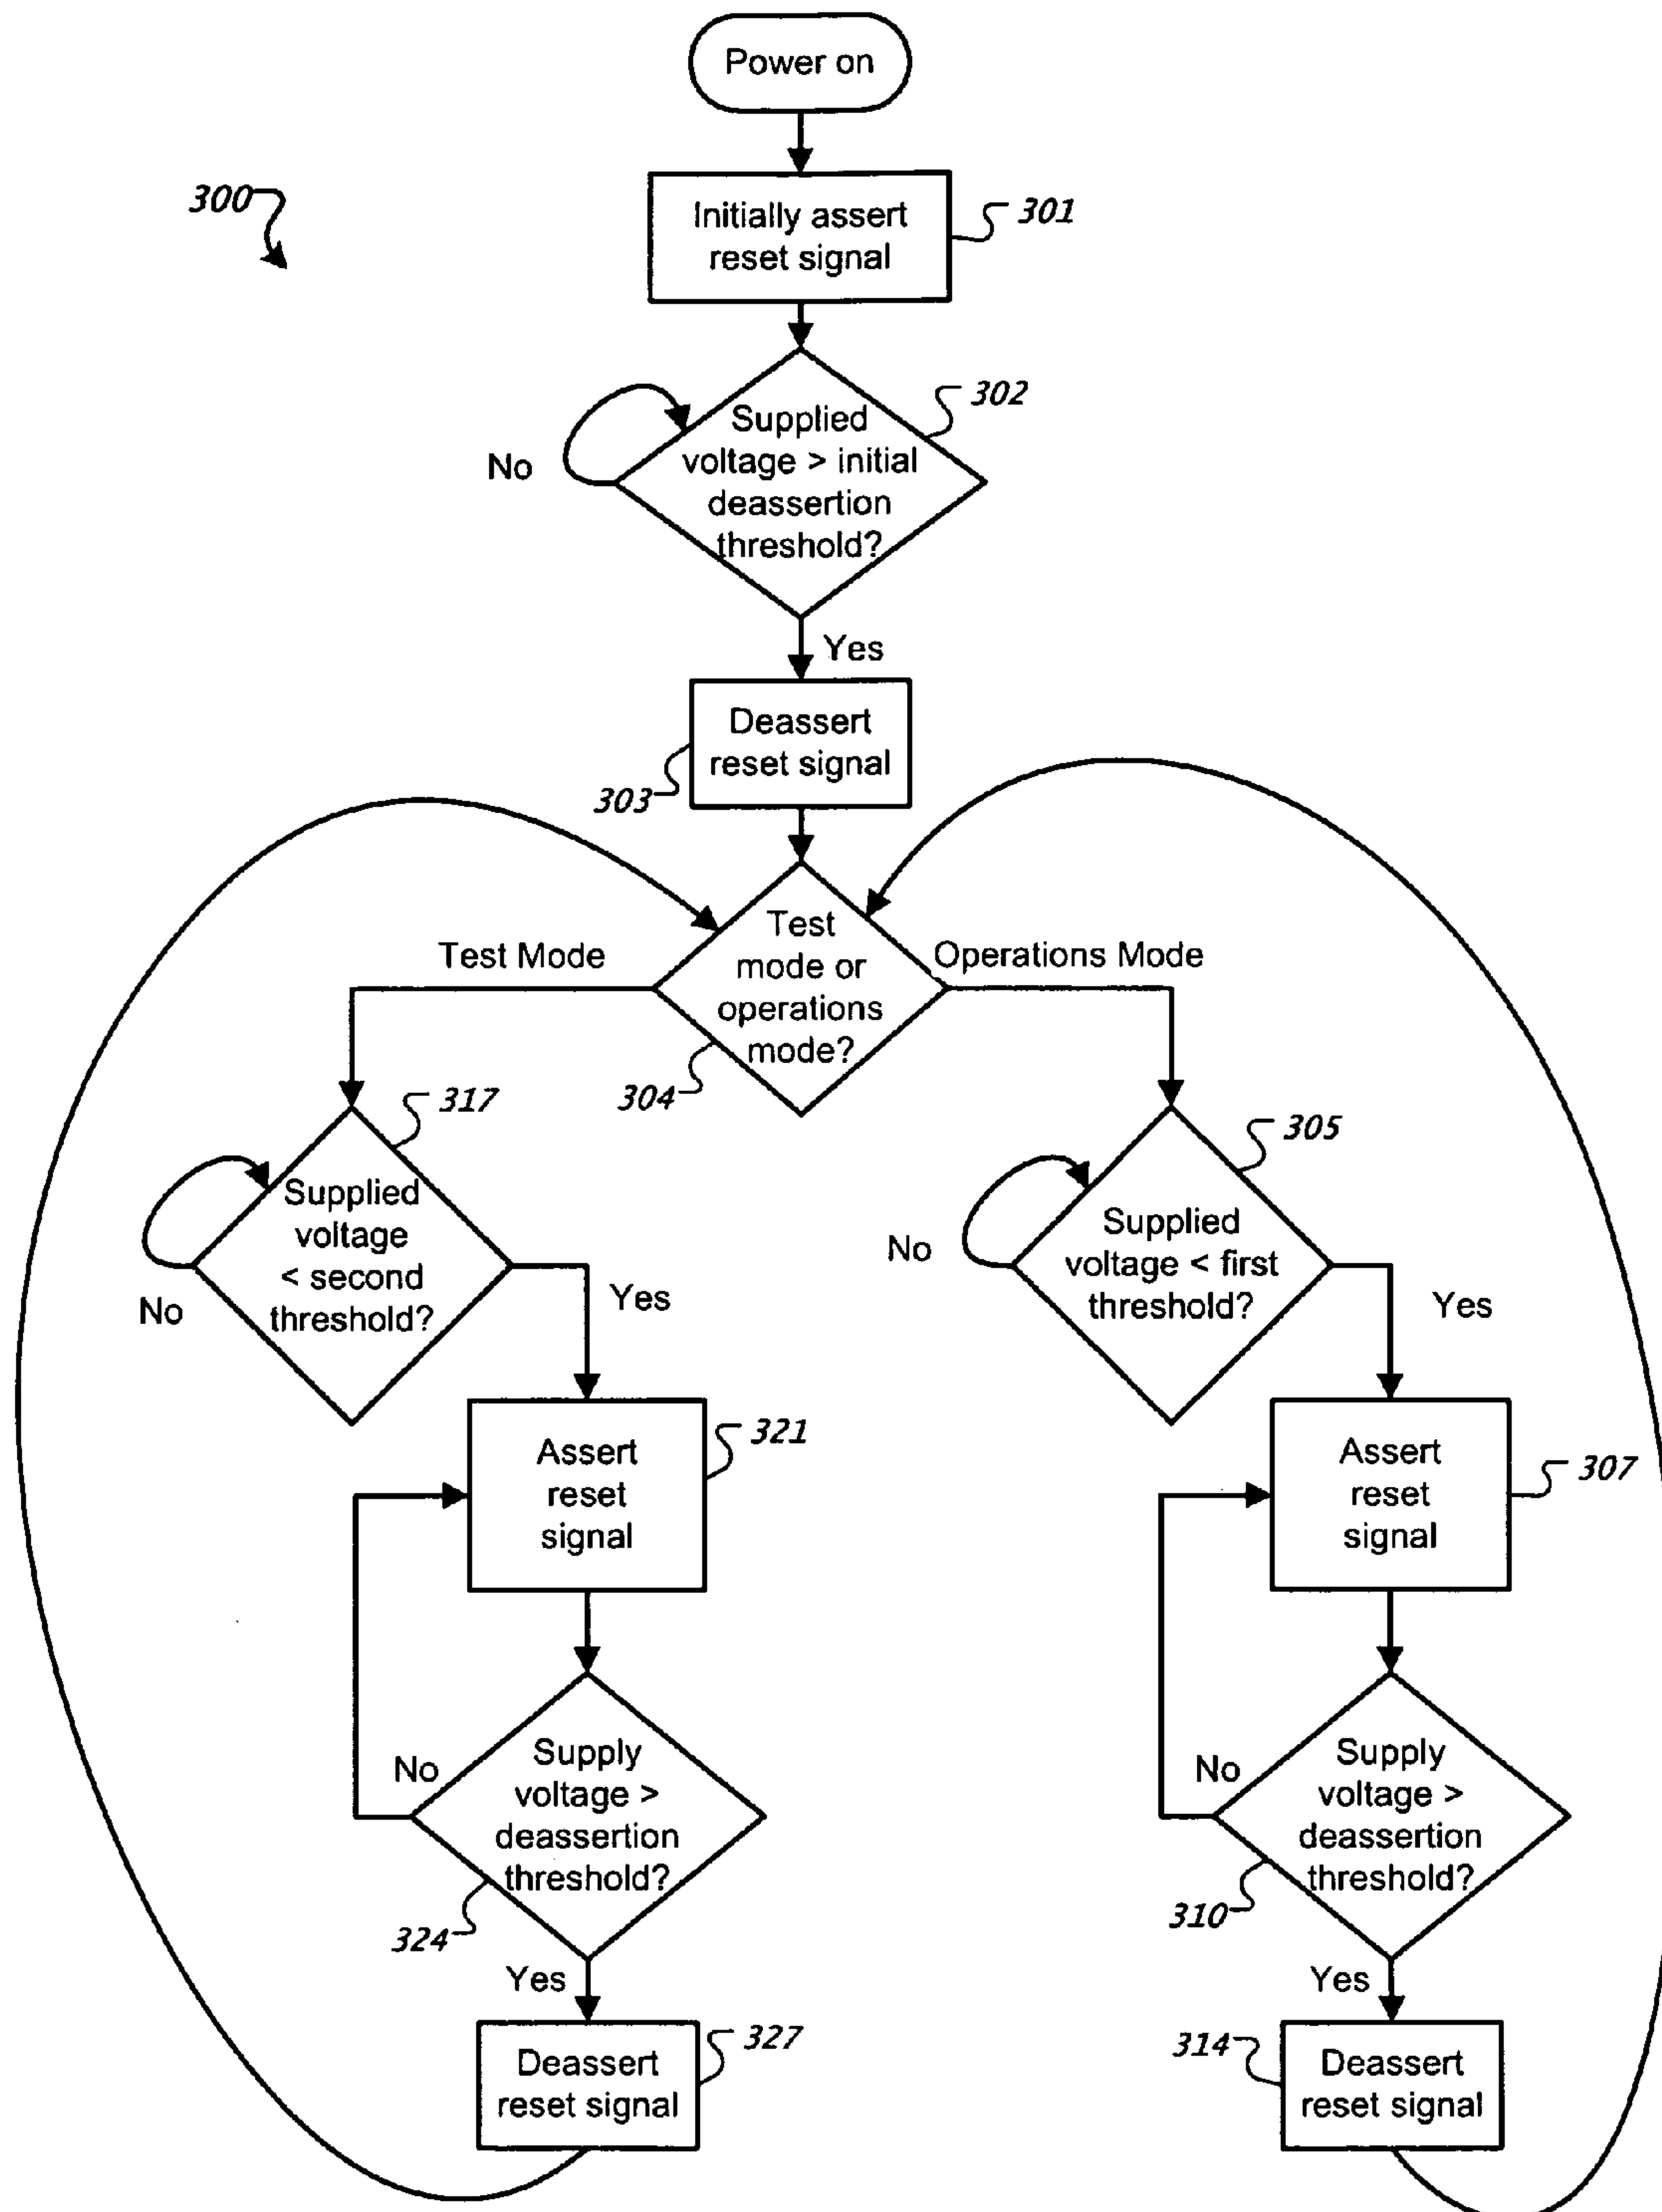 Power on
300
Initially assert
reset signal
301
302
Supplied
voltage > initial
deassertion
threshold?
No
Yes
Deassert
reset signal
303
Test
mode or
operations
mode?
Test Mode
Operations Mode
304
317
Supplied
voltage
< second
threshold?
No
Yes
305
Supplied
voltage < first
threshold?
No
Yes
Assert
reset
signal
321
Assert
reset
signal
307
Supply
voltage >
deassertion
threshold?
No
324
Yes
Supply
voltage >
deassertion
threshold?
No
310
Yes
Deassert
reset signal
327
Deassert
reset signal
314